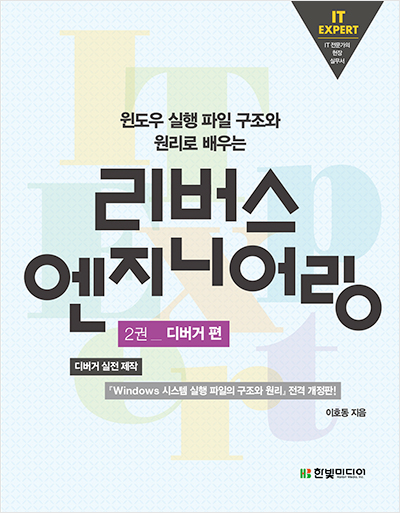 IT
EXPERT
IT 전문가의
현장
실무서
윈도우 실행 파일 구조와
원리로 배우는
리버스
엔지니어링
2권 _ 디버거 편
디버거 실전 제작
『Windows 시스템 실행 파일의 구조와 원리』 전격 개정판!
이호동 지음
HB 한빛미디어
Hanbit Media, Inc.